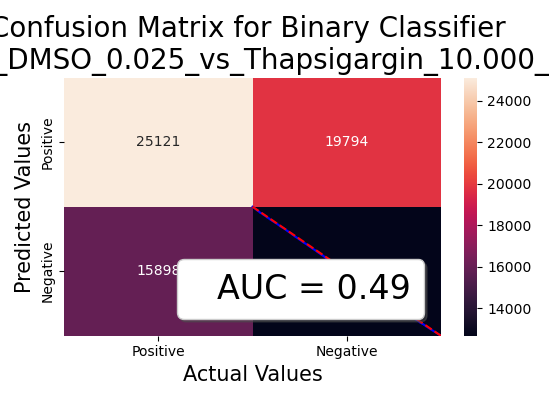 Confusion Matrix for Binary Classifier
_DMSO_0.025_vs_Thapsigargin_10.000_
Predicted Values
Positive
Negative
25121
19794
15898
AUC = 0.49
Positive
Negative
Actual Values
24000
22000
20000
18000
16000
14000